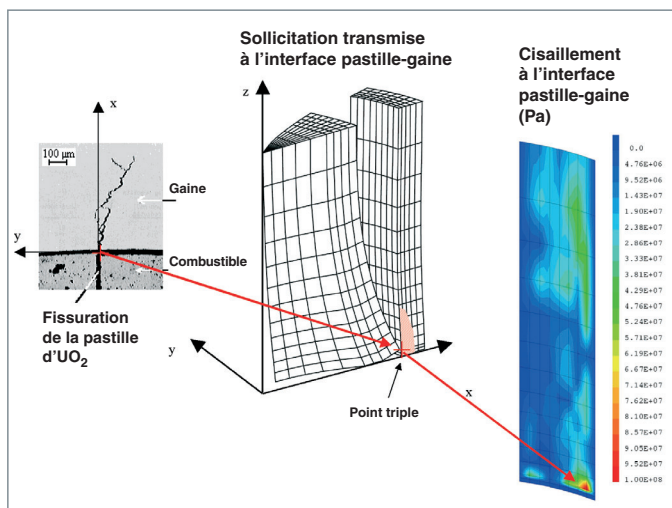 Sollicitation transmise
à l'interface pastille-gaine
Cisaillement
à l'interface
pastille-gaine
(Pa)
x
100 µm
Gaine
y
Combustible
Fissuration
de la pastille
d'UO2
z
y
x
Point triple
0.0
4.76E+06
9.52E+06
1.43E+07
1.90E+07
2.38E+07
2.86E+07
3.33E+07
3.81E+07
4.29E+07
4.76E+07
5.24E+07
5.71E+07
6.19E+07
6.67E+07
7.14E+07
7.62E+07
8.10E+07
8.57E+07
9.05E+07
9.52E+07
1.00E+08